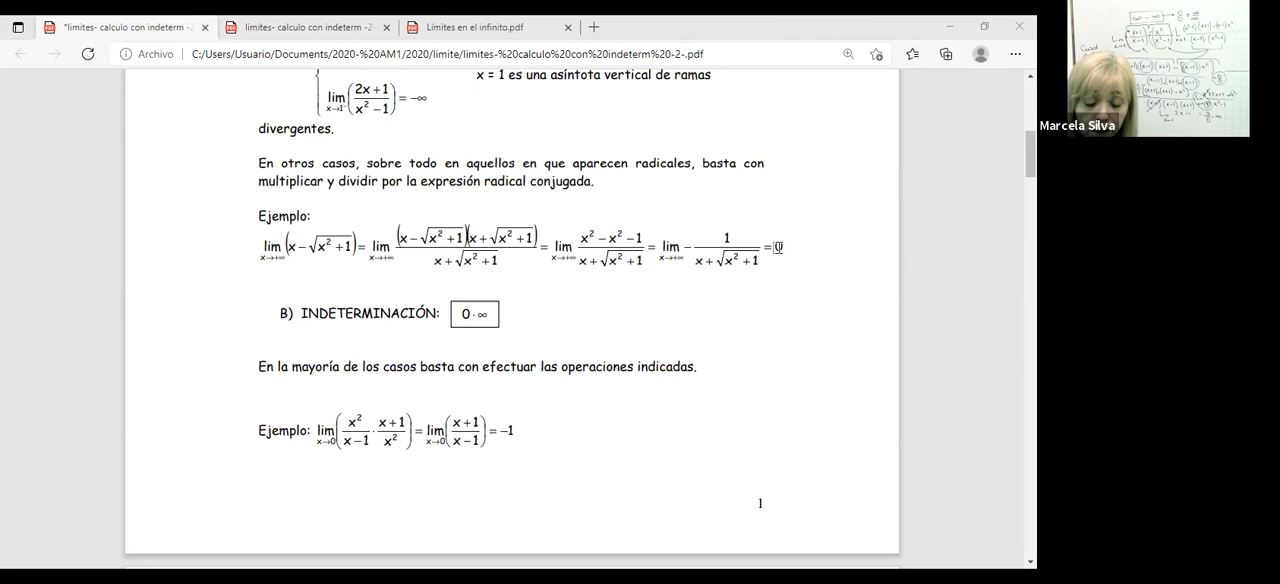 *limites- calculo con indeterm -2
limites- calculo con indeterm -2-
Límites en el infinito.pdf
Archivo
C:/Users/Usuario/Documents/2020-%20AM1/2020/limite/limites-%20calculo%20con%20indeterm%20-2-.pdf
x = 1 es una asíntota vertical de ramas
lim x→1⁻ ((2x + 1)/(x² − 1)) = −∞
divergentes.
En otros casos, sobre todo en aquellos en que aparecen radicales, basta con
multiplicar y dividir por la expresión radical conjugada.
Ejemplo:
lim x→+∞ (x − √(x² + 1)) = lim x→+∞ ((x − √(x² + 1))(x + √(x² + 1)))/(x + √(x² + 1)) = lim x→+∞ (x² − x² − 1)/(x + √(x² + 1)) = lim x→+∞ − 1/(x + √(x² + 1)) = 0
B) INDETERMINACIÓN: 0 · ∞
En la mayoría de los casos basta con efectuar las operaciones indicadas.
Ejemplo: lim x→0 (x²/(x − 1) · (x + 1)/x²) = lim x→0 ((x + 1)/(x − 1)) = −1
1
Marcela Silva